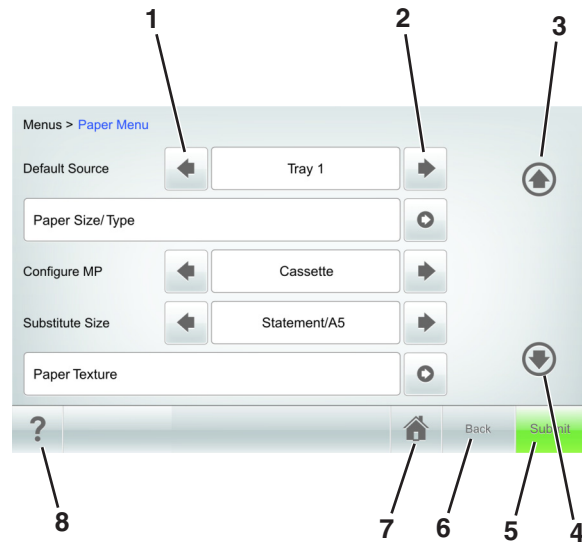 1 2 3
Menus > Paper Menu
Default Source Tray 1
Paper Size/Type
Configure MP Cassette
Substitute Size Statement/A5
Paper Texture
? Back Submit
8 7 6 5 4